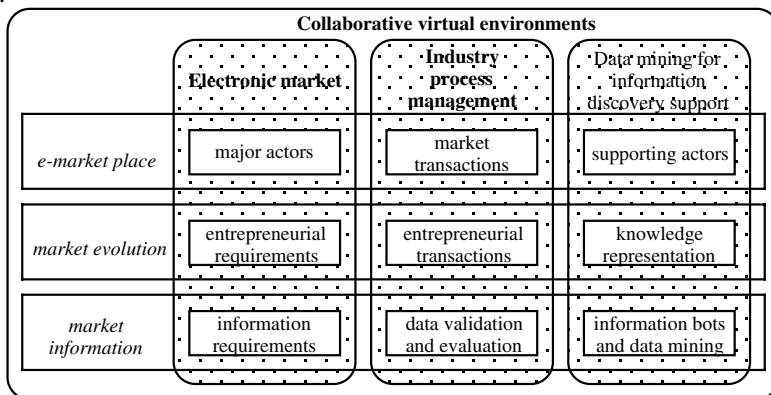 Collaborative virtual environments
Electronic market
Industry
process
management
Data mining for
information
discovery support
e-market place
major actors
market
transactions
supporting actors
market evolution
entrepreneurial
requirements
entrepreneurial
transactions
knowledge
representation
market
information
information
requirements
data validation
and evaluation
information bots
and data mining